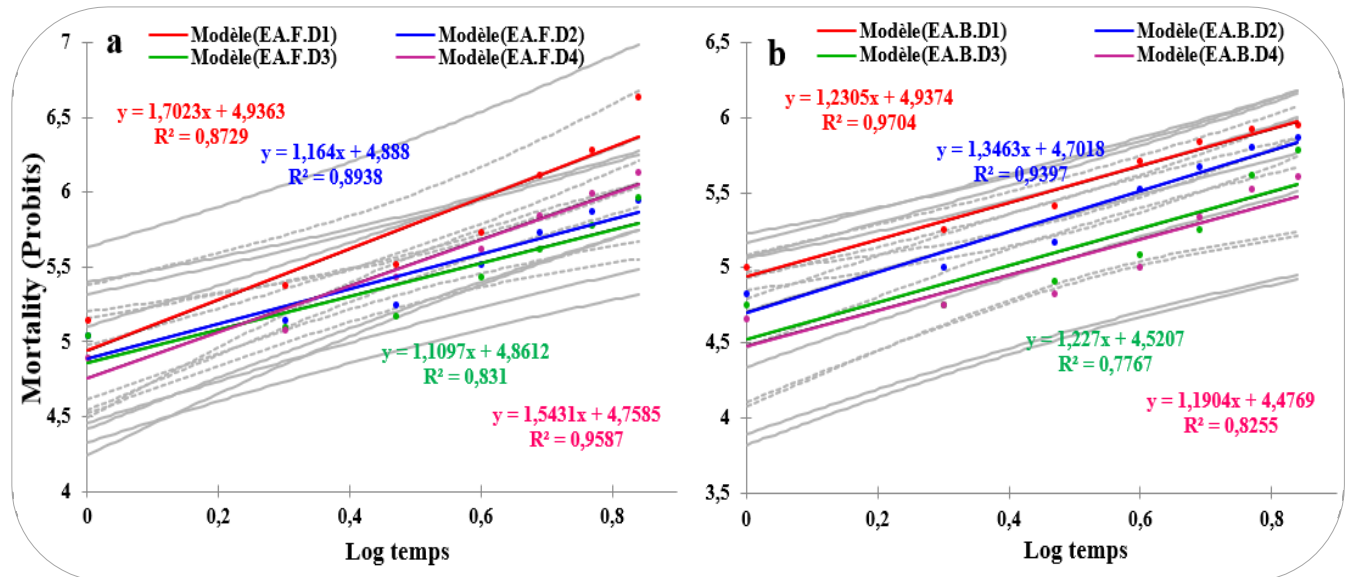 a
Modèle(EA.F.D1) Modèle(EA.F.D2)
Modèle(EA.F.D3) Modèle(EA.F.D4)
y = 1,7023x + 4,9363
R² = 0,8729
y = 1,164x + 4,888
R² = 0,8938
y = 1,1097x + 4,8612
R² = 0,831
y = 1,5431x + 4,7585
R² = 0,9587
Mortality (Probits)
7
6,5
6
5,5
5
4,5
4
0 0,2 0,4 0,6 0,8
Log temps
b
Modèle(EA.B.D1) Modèle(EA.B.D2)
Modèle(EA.B.D3) Modèle(EA.B.D4)
y = 1,2305x + 4,9374
R² = 0,9704
y = 1,3463x + 4,7018
R² = 0,9397
y = 1,227x + 4,5207
R² = 0,7767
y = 1,1904x + 4,4769
R² = 0,8255
6,5
6
5,5
5
4,5
4
3,5
0 0,2 0,4 0,6 0,8
Log temps